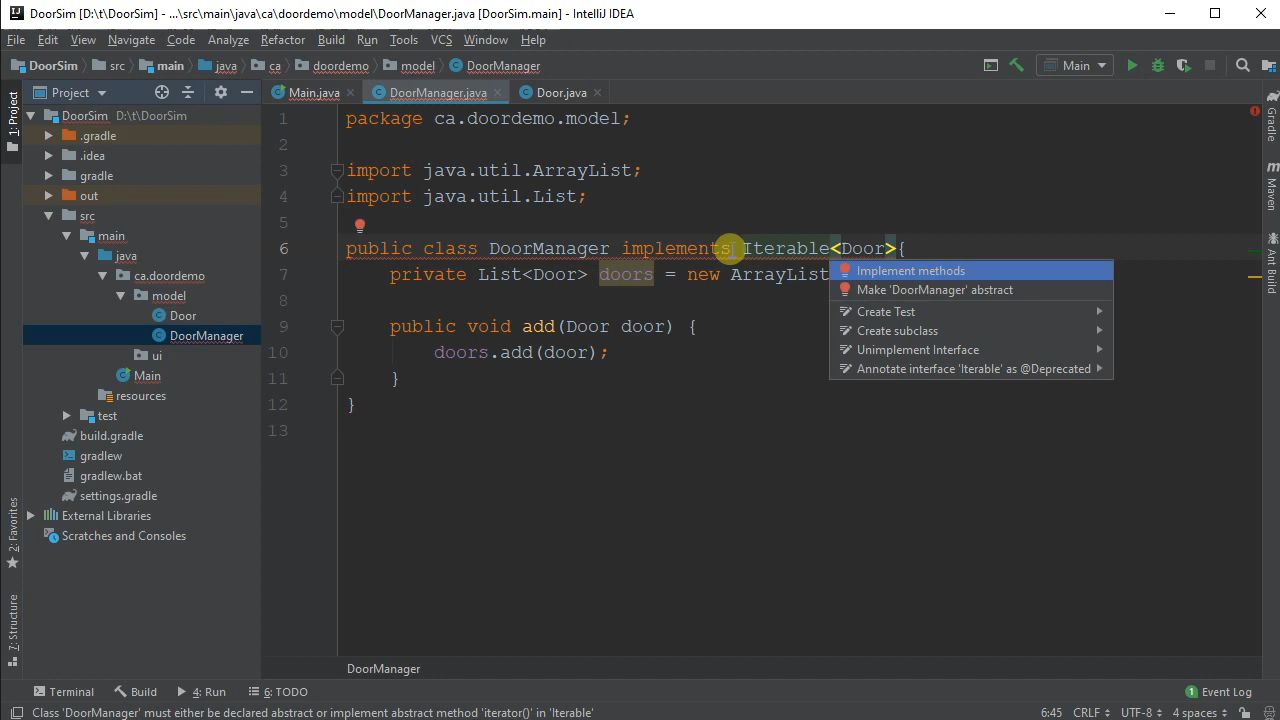 DoorSim [D:\t\DoorSim] - ...\src\main\java\ca\doordemo\model\DoorManager.java [DoorSim.main] - IntelliJ IDEA
File Edit View Navigate Code Analyze Refactor Build Run Tools VCS Window Help
DoorSim src main java ca doordemo model DoorManager Main
1: Project
Project
Main.java DoorManager.java Door.java
DoorSim D:\t\DoorSim
.gradle
.idea
gradle
out
src
main
java
ca.doordemo
model
Door
DoorManager
ui
Main
resources
test
build.gradle
gradlew
gradlew.bat
settings.gradle
External Libraries
Scratches and Consoles
2: Favorites
7: Structure
1 package ca.doordemo.model;
2
3 import java.util.ArrayList;
4 import java.util.List;
5
6 public class DoorManager implements Iterable<Door>{
7 private List<Door> doors = new ArrayList
8
9 public void add(Door door) {
10 doors.add(door);
11 }
12 }
13
Implement methods
Make 'DoorManager' abstract
Create Test
Create subclass
Unimplement Interface
Annotate interface 'Iterable' as @Deprecated
Gradle
Maven
Ant Build
DoorManager
Terminal Build 4: Run 6: TODO 1 Event Log
Class 'DoorManager' must either be declared abstract or implement abstract method 'iterator()' in 'Iterable' 6:45 CRLF UTF-8 4 spaces